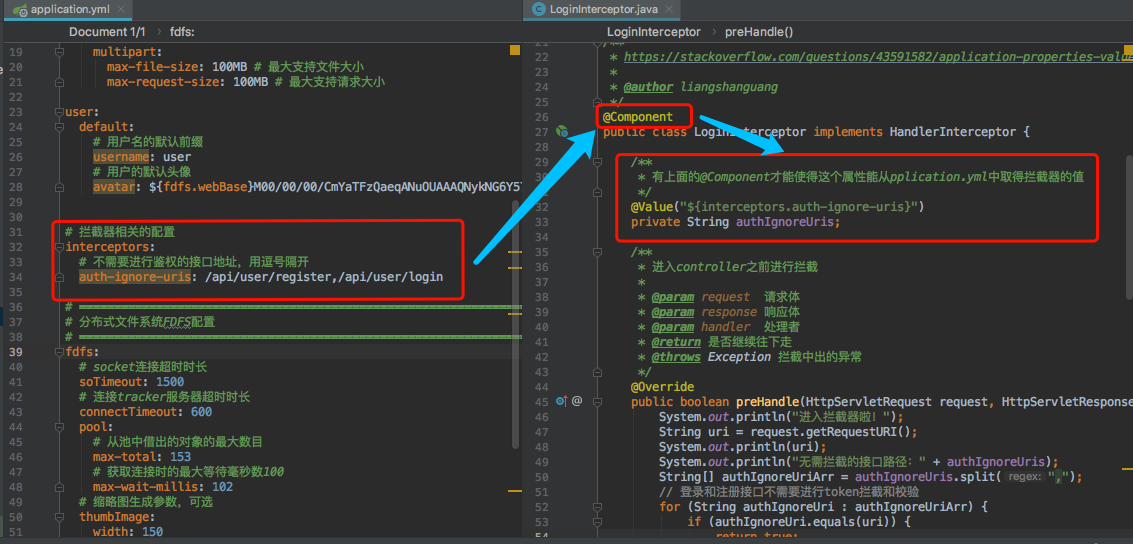 application.yml
Document 1/1 › fdfs:
19 multipart:
20 max-file-size: 100MB # 最大支持文件大小
21 max-request-size: 100MB # 最大支持请求大小
22
23 user:
24 default:
25 # 用户名的默认前缀
26 username: user
27 # 用户的默认头像
28 avatar: ${fdfs.webBase}M00/00/00/CmYaTFzQaeqANuOUAAAQNykNG6Y5
29
30
31 # 拦截器相关的配置
32 interceptors:
33 # 不需要进行鉴权的接口地址，用逗号隔开
34 auth-ignore-uris: /api/user/register,/api/user/login
35
36 # ====
37 # 分布式文件系统FDFS配置
38 # ====
39 fdfs:
40 # socket连接超时时长
41 soTimeout: 1500
42 # 连接tracker服务器超时时长
43 connectTimeout: 600
44 pool:
45 # 从池中借出的对象的最大数目
46 max-total: 153
47 # 获取连接时的最大等待毫秒数100
48 max-wait-millis: 102
49 # 缩略图生成参数，可选
50 thumbImage:
51 width: 150
LoginInterceptor.java
LoginInterceptor › preHandle()
21 /**
22 * https://stackoverflow.com/questions/43591582/application-properties-value
23 *
24 * @author liangshanguang
25 */
26 @Component
27 public class LoginInterceptor implements HandlerInterceptor {
28
29 /**
30 * 有上面的@Component才能使得这个属性能从pplication.yml中取得拦截器的值
31 */
32 @Value("${interceptors.auth-ignore-uris}")
33 private String authIgnoreUris;
34
35 /**
36 * 进入controller之前进行拦截
37 *
38 * @param request 请求体
39 * @param response 响应体
40 * @param handler 处理者
41 * @return 是否继续往下走
42 * @throws Exception 拦截中出的异常
43 */
44 @Override
45 public boolean preHandle(HttpServletRequest request, HttpServletResponse
46 System.out.println("进入拦截器啦！");
47 String uri = request.getRequestURI();
48 System.out.println(uri);
49 System.out.println("无需拦截的接口路径：" + authIgnoreUris);
50 String[] authIgnoreUriArr = authIgnoreUris.split( regex: ",");
51 // 登录和注册接口不需要进行token拦截和校验
52 for (String authIgnoreUri : authIgnoreUriArr) {
53 if (authIgnoreUri.equals(uri)) {
54 return true;